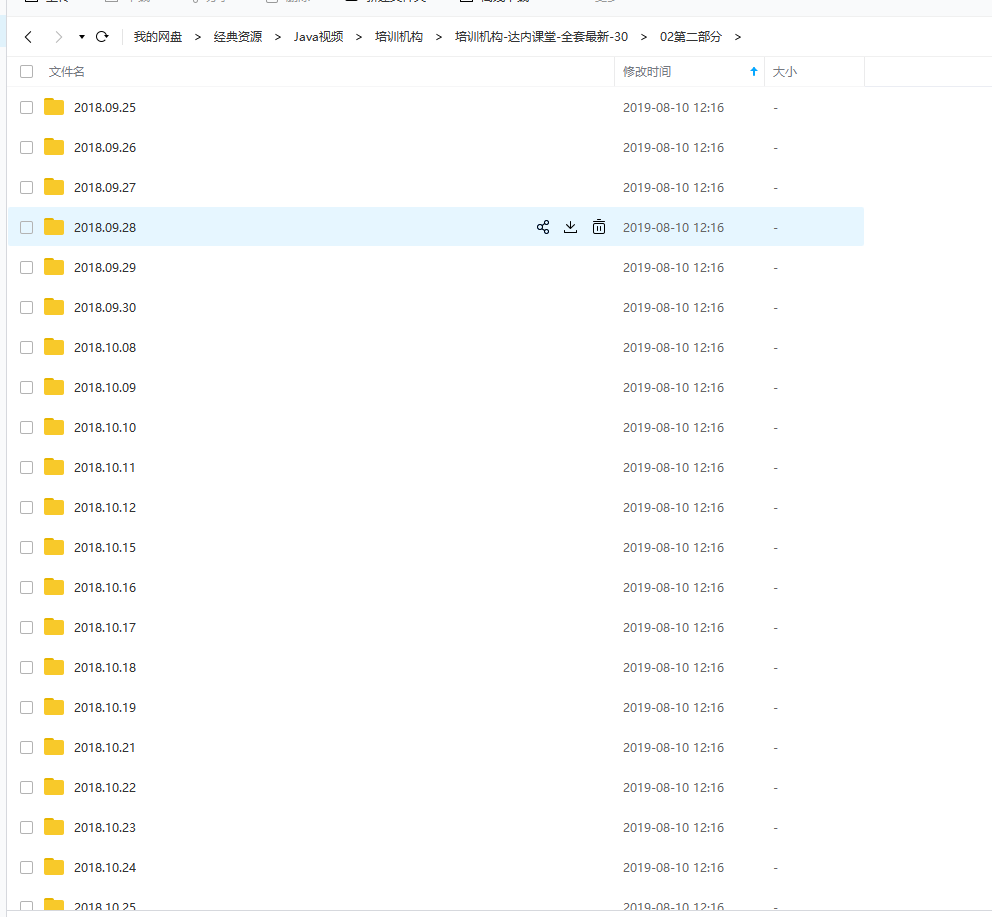 我的网盘 > 经典资源 > Java视频 > 培训机构 > 培训机构-达内课堂-全套最新-30 > 02第二部分 >
文件名 修改时间 大小
2018.09.25 2019-08-10 12:16 -
2018.09.26 2019-08-10 12:16 -
2018.09.27 2019-08-10 12:16 -
2018.09.28 2019-08-10 12:16 -
2018.09.29 2019-08-10 12:16 -
2018.09.30 2019-08-10 12:16 -
2018.10.08 2019-08-10 12:16 -
2018.10.09 2019-08-10 12:16 -
2018.10.10 2019-08-10 12:16 -
2018.10.11 2019-08-10 12:16 -
2018.10.12 2019-08-10 12:16 -
2018.10.15 2019-08-10 12:16 -
2018.10.16 2019-08-10 12:16 -
2018.10.17 2019-08-10 12:16 -
2018.10.18 2019-08-10 12:16 -
2018.10.19 2019-08-10 12:16 -
2018.10.21 2019-08-10 12:16 -
2018.10.22 2019-08-10 12:16 -
2018.10.23 2019-08-10 12:16 -
2018.10.24 2019-08-10 12:16 -
2018.10.25 2019-08-10 12:16 -